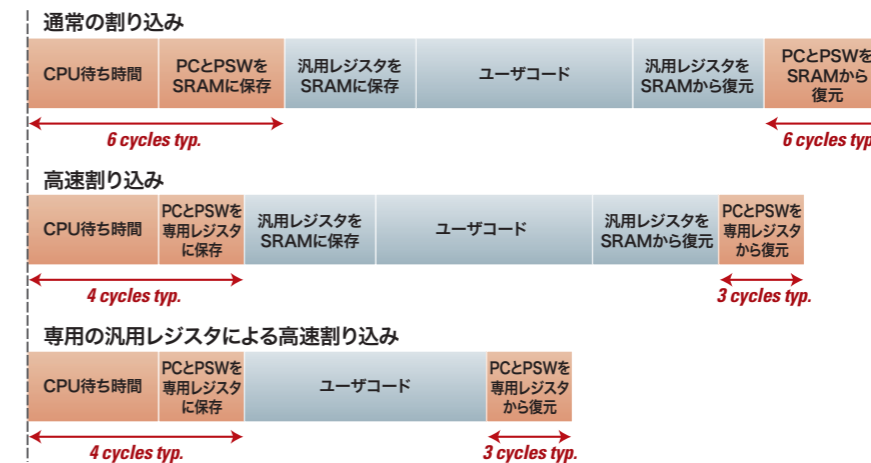 通常の割り込み
CPU待ち時間
PCとPSWを
SRAMに保存
汎用レジスタを
SRAMに保存
ユーザコード
汎用レジスタを
SRAMから復元
PCとPSWを
SRAMから
復元
6 cycles typ.
6 cycles typ
高速割り込み
CPU待ち時間
PCとPSWを
専用レジスタ
に保存
汎用レジスタを
SRAMに保存
ユーザコード
汎用レジスタを
SRAMから復元
PCとPSWを
専用レジスタ
から復元
4 cycles typ.
3 cycles typ.
専用の汎用レジスタによる高速割り込み
CPU待ち時間
PCとPSWを
専用レジスタ
に保存
ユーザコード
PCとPSWを
専用レジスタ
から復元
4 cycles typ.
3 cycles typ.